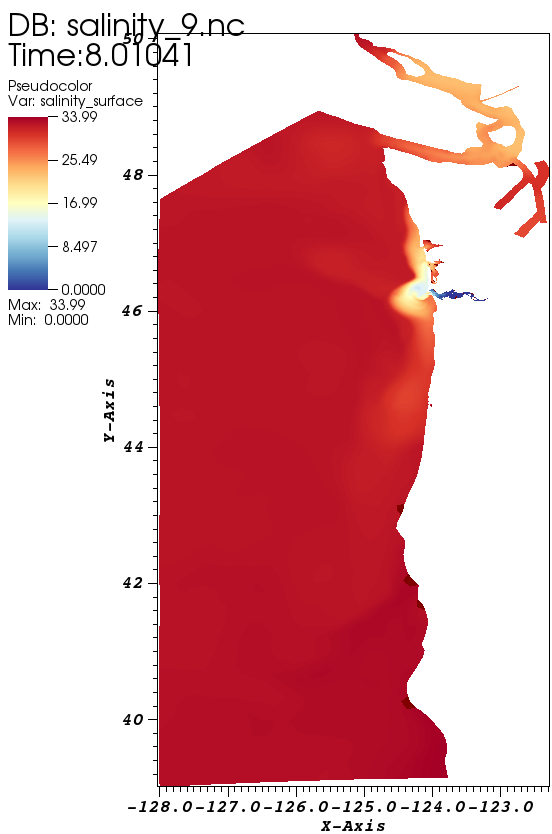 DB: salinity_9.nc
Time:8.01041
Pseudocolor
Var: salinity_surface
33.99
25.49
16.99
8.497
0.0000
Max: 33.99
Min: 0.0000
50
48
46
44
42
40
Y-Axis
-128.0 -127.0 -126.0 -125.0 -124.0 -123.0
X-Axis